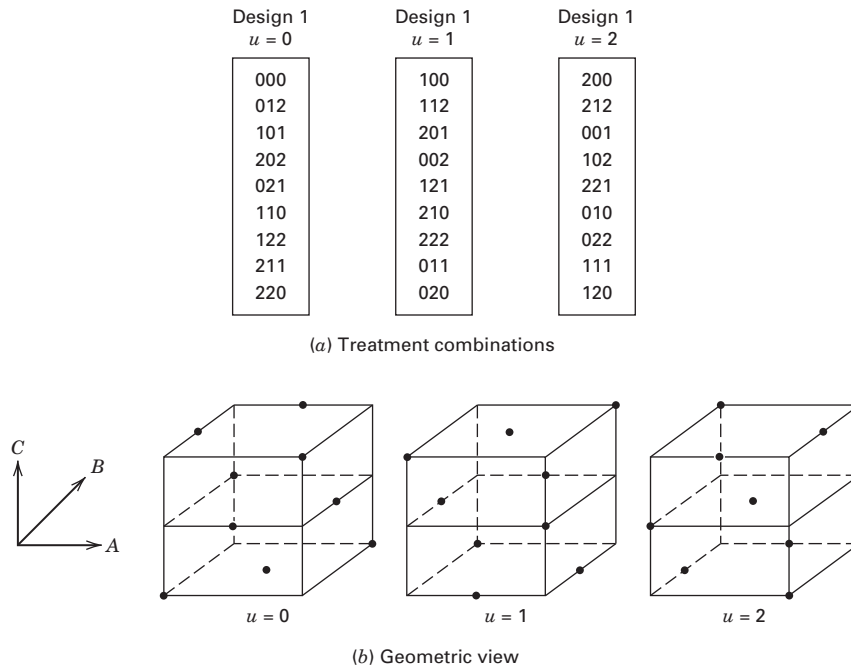 Design 1 Design 1 Design 1
u = 0 u = 1 u = 2
000 100 200
012 112 212
101 201 001
202 002 102
021 121 221
110 210 010
122 222 022
211 011 111
220 020 120
(a) Treatment combinations
C
B
A
u = 0 u = 1 u = 2
(b) Geometric view